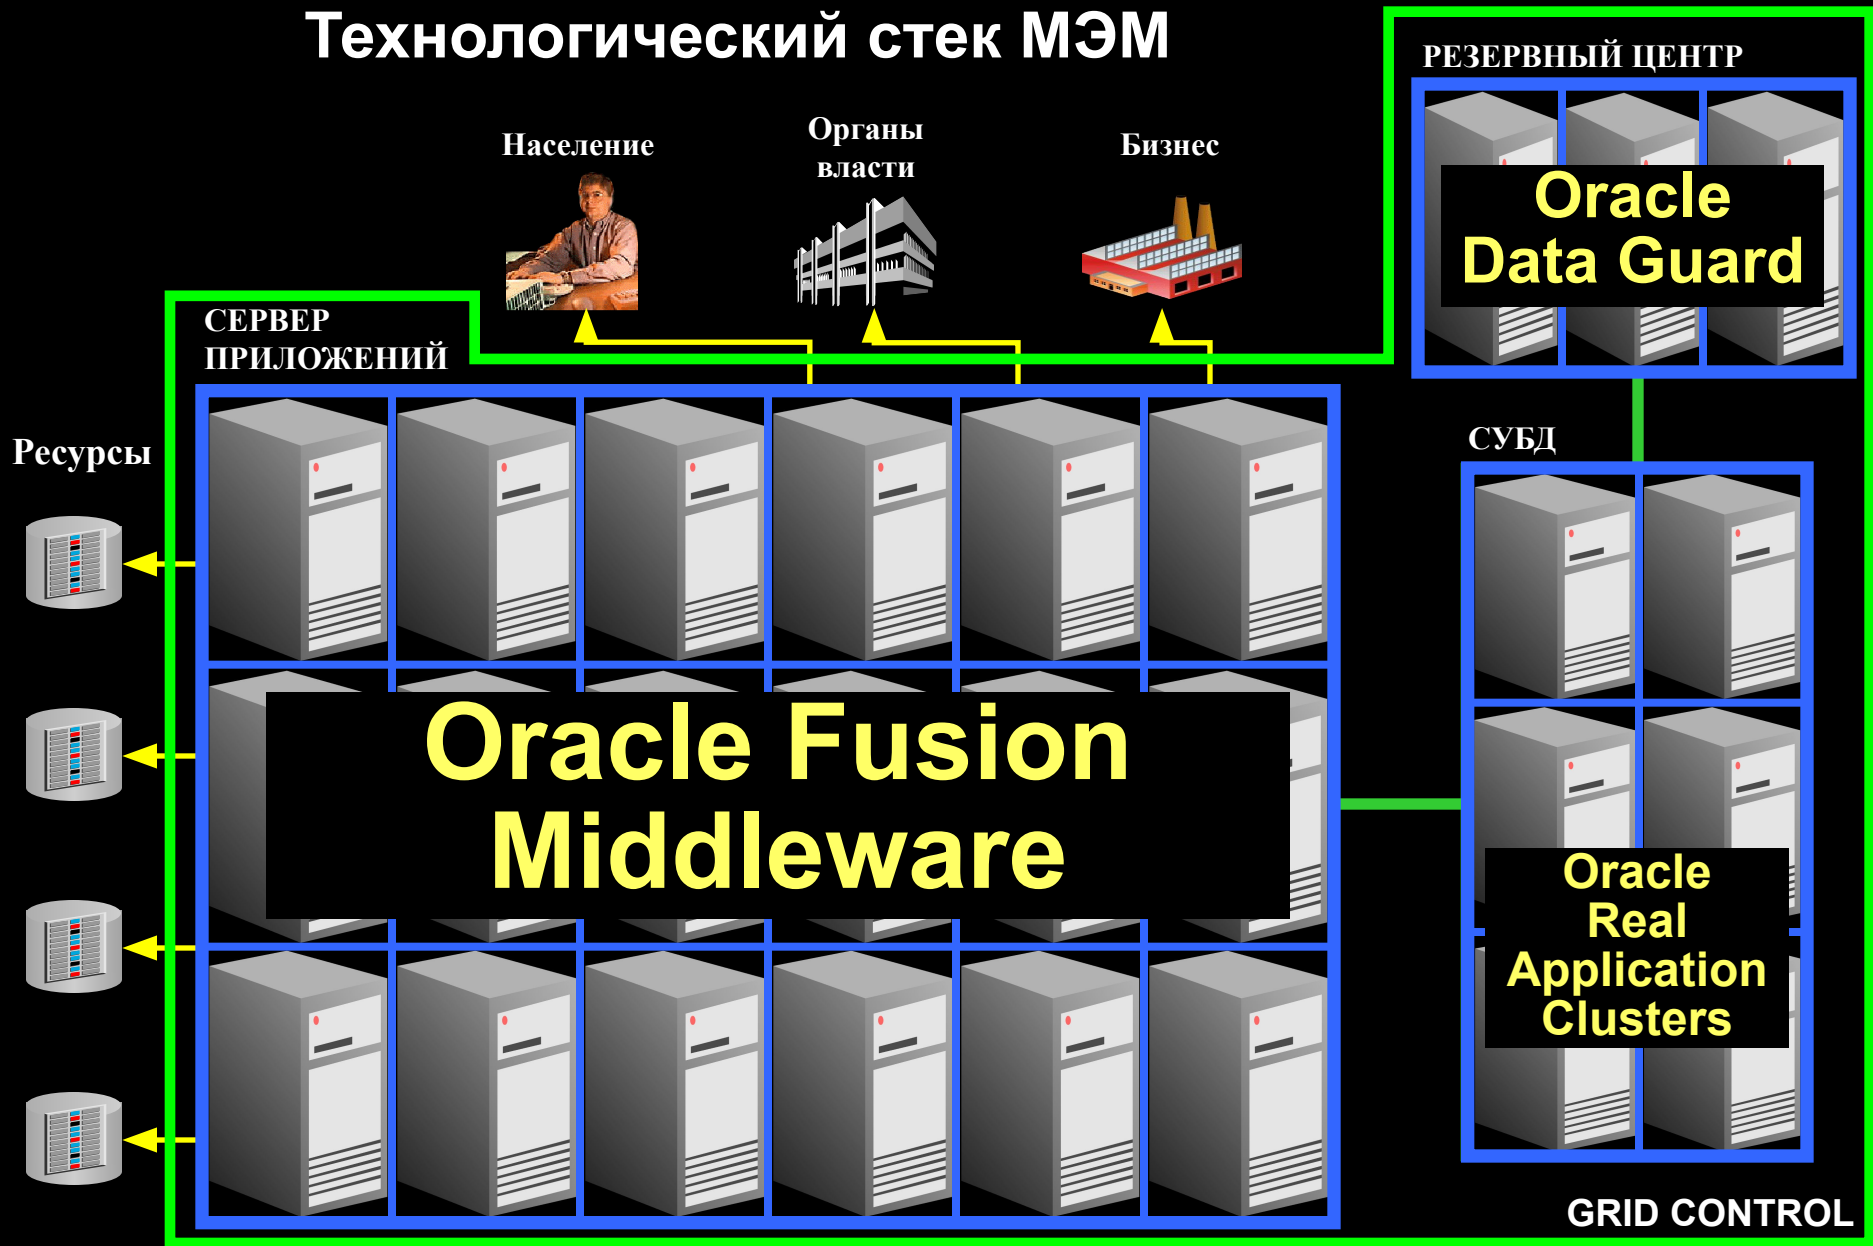 Технологический стек МЭМ
РЕЗЕРВНЫЙ ЦЕНТР
Население
Органы
власти
Бизнес
Oracle
Data Guard
СЕРВЕР
ПРИЛОЖЕНИЙ
Ресурсы
СУБД
Oracle Fusion
Middleware
Oracle
Real
Application
Clusters
GRID CONTROL